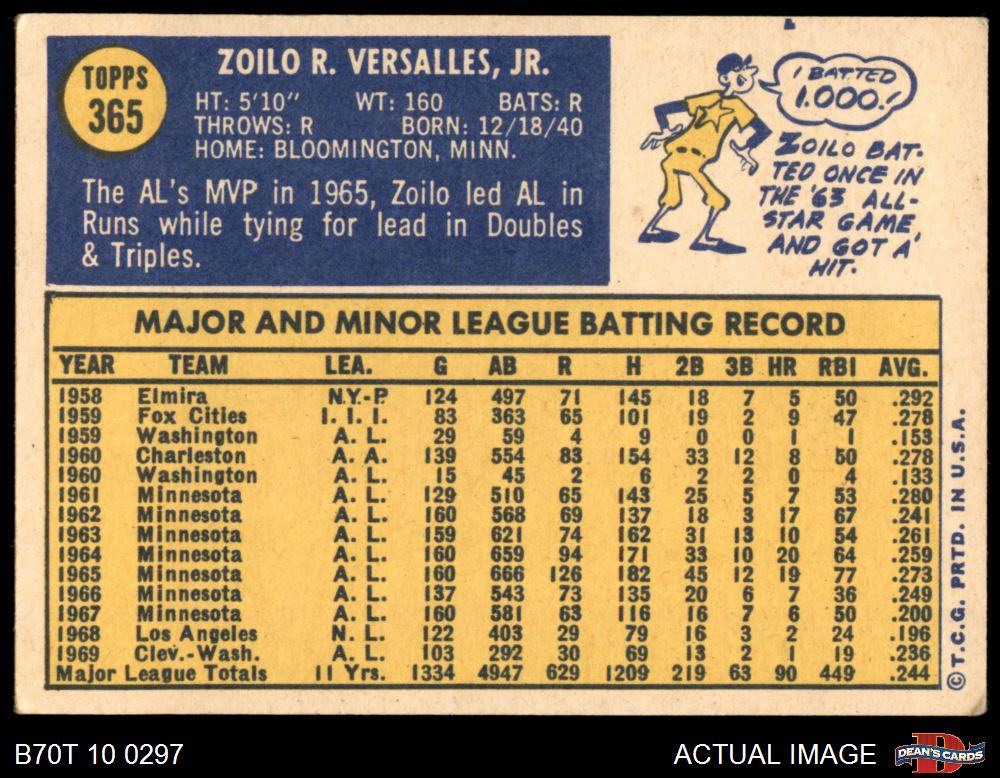 TOPPS
365
ZOILO R. VERSALLES, JR.
HT: 5'10" WT: 160 BATS: R
THROWS: R BORN: 12/18/40
HOME: BLOOMINGTON, MINN.
The AL's MVP in 1965, Zoilo led AL in
Runs while tying for lead in Doubles
& Triples.
I BATTED
1.000!
ZOILO BAT-
TED ONCE IN
THE '63 ALL-
STAR GAME,
AND GOT A
HIT.
MAJOR AND MINOR LEAGUE BATTING RECORD
YEAR TEAM LEA. G AB R H 2B 3B HR RBI AVG.
1958 Elmira N.Y.-P. 124 497 71 145 18 7 5 50 .292
1959 Fox Cities I. I. I. 83 363 65 101 19 2 9 47 .278
1959 Washington A. L. 29 59 4 9 0 0 1 1 .153
1960 Charleston A. A. 139 554 83 154 33 12 8 50 .278
1960 Washington A. L. 15 45 2 6 2 2 0 4 .133
1961 Minnesota A. L. 129 510 65 143 25 5 7 53 .280
1962 Minnesota A. L. 160 568 69 137 18 3 17 67 .241
1963 Minnesota A. L. 159 621 74 162 31 13 10 54 .261
1964 Minnesota A. L. 160 659 94 171 33 10 20 64 .259
1965 Minnesota A. L. 160 666 126 182 45 12 19 77 .273
1966 Minnesota A. L. 137 543 73 135 20 6 7 36 .249
1967 Minnesota A. L. 160 581 63 116 16 7 6 50 .200
1968 Los Angeles N. L. 122 403 29 79 16 3 2 24 .196
1969 Clev.-Wash. A. L. 103 292 30 69 13 2 1 19 .236
Major League Totals 11 Yrs. 1334 4947 629 1209 219 63 90 449 .244
© T.C.G. PRTD. IN U.S.A.
B70T 10 0297
ACTUAL IMAGE
DEAN'S CARDS